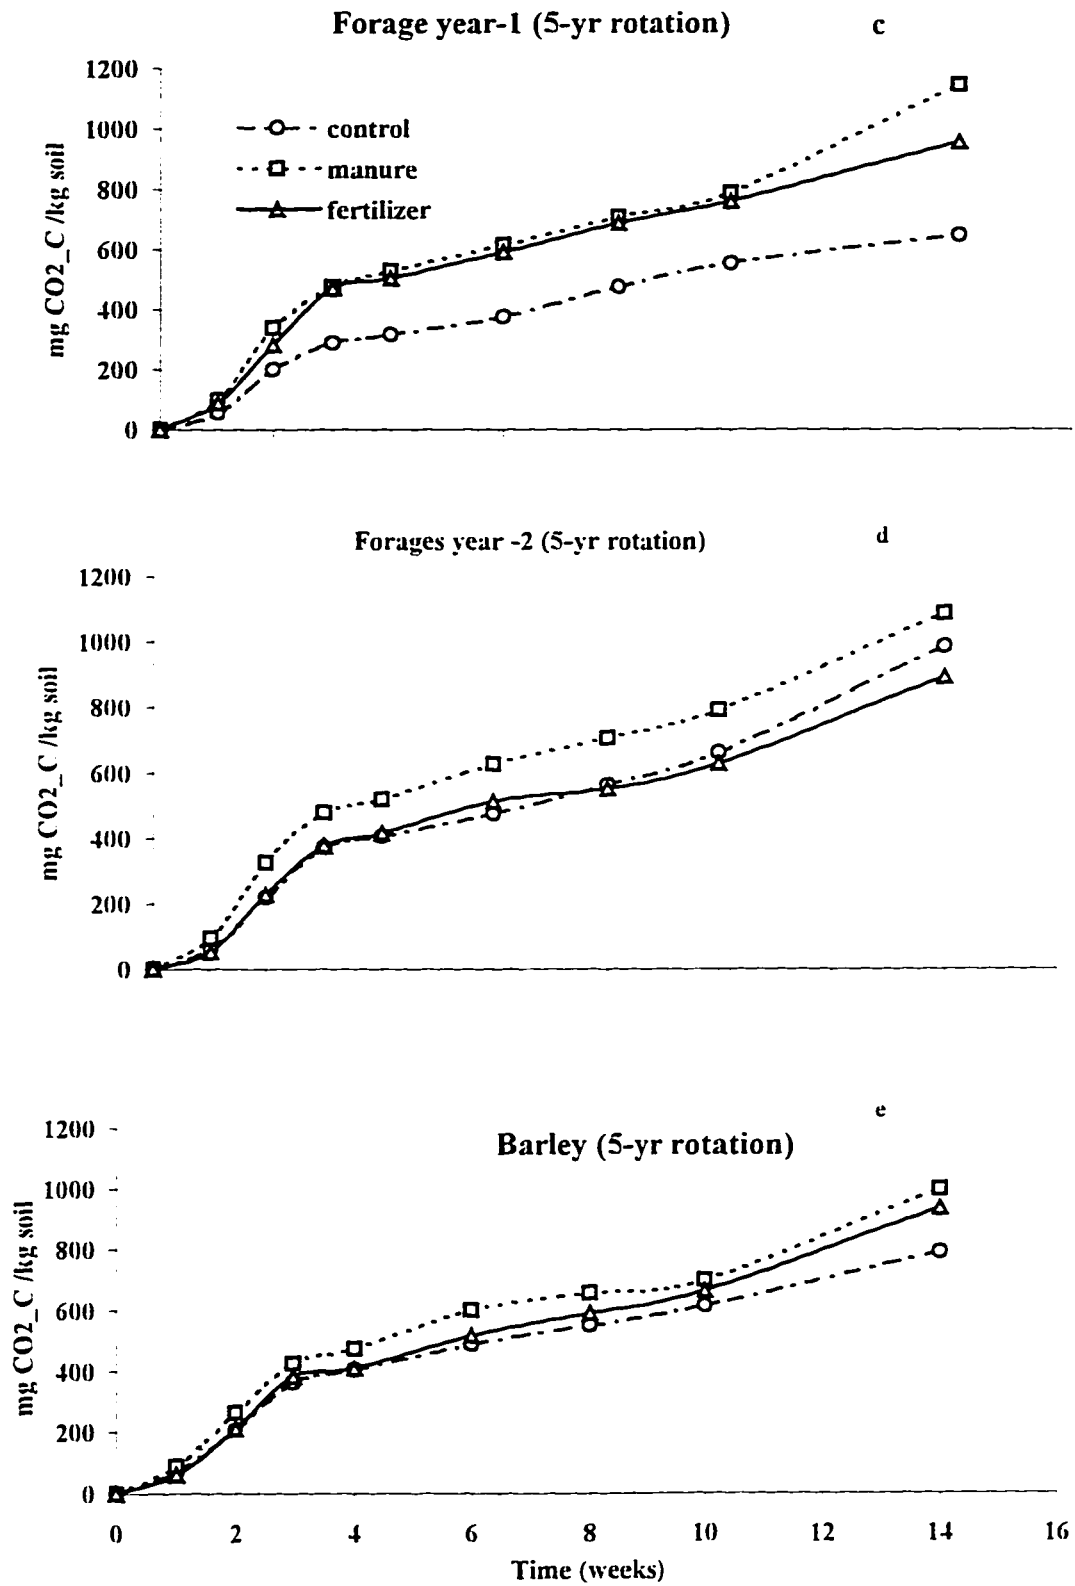 Forage year-1 (5-yr rotation) c
1200
1000
800
600
400
200
0
mg CO2_C /kg soil
control
manure
fertilizer
Forages year -2 (5-yr rotation) d
1200
1000
800
600
400
200
0
mg CO2_C /kg soil
e
Barley (5-yr rotation)
1200
1000
800
600
400
200
0
mg CO2_C /kg soil
0 2 4 6 8 10 12 14 16
Time (weeks)